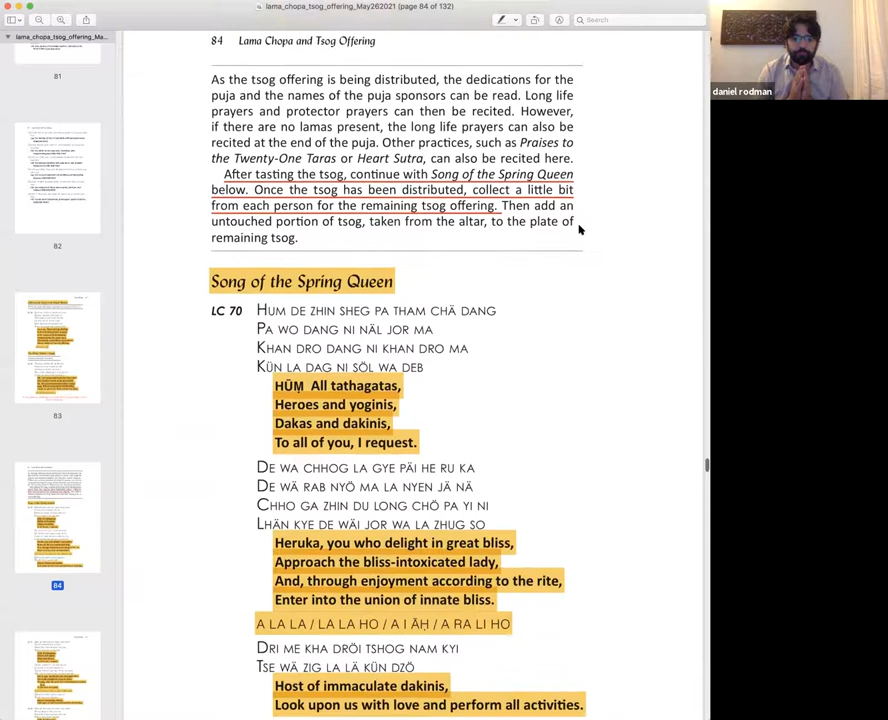 lama_chopa_tsog_offering_May262021 (page 84 of 132)
Search
lama_chopa_tsog_offering_Ma...
81
82
83
84
daniel rodman
84 Lama Chopa and Tsog Offering
As the tsog offering is being distributed, the dedications for the
puja and the names of the puja sponsors can be read. Long life
prayers and protector prayers can then be recited. However,
if there are no lamas present, the long life prayers can also be
recited at the end of the puja. Other practices, such as Praises to
the Twenty-One Taras or Heart Sutra, can also be recited here.
After tasting the tsog, continue with Song of the Spring Queen
below. Once the tsog has been distributed, collect a little bit
from each person for the remaining tsog offering. Then add an
untouched portion of tsog, taken from the altar, to the plate of
remaining tsog.
Song of the Spring Queen
LC 70 HUM DE ZHIN SHEG PA THAM CHÄ DANG
PA WO DANG NI NÄL JOR MA
KHAN DRO DANG NI KHAN DRO MA
KÜN LA DAG NI SÖL WA DEB
HŪṂ All tathagatas,
Heroes and yoginis,
Dakas and dakinis,
To all of you, I request.
DE WA CHHOG LA GYE PÄI HE RU KA
DE WÄ RAB NYÖ MA LA NYEN JÄ NÄ
CHHO GA ZHIN DU LONG CHÖ PA YI NI
LHÄN KYE DE WÄI JOR WA LA ZHUG SO
Heruka, you who delight in great bliss,
Approach the bliss-intoxicated lady,
And, through enjoyment according to the rite,
Enter into the union of innate bliss.
A LA LA / LA LA HO / A I ĀḤ / A RA LI HO
DRI ME KHA DRÖI TSHOG NAM KYI
TSE WÄ ZIG LA LÄ KÜN DZÖ
Host of immaculate dakinis,
Look upon us with love and perform all activities.